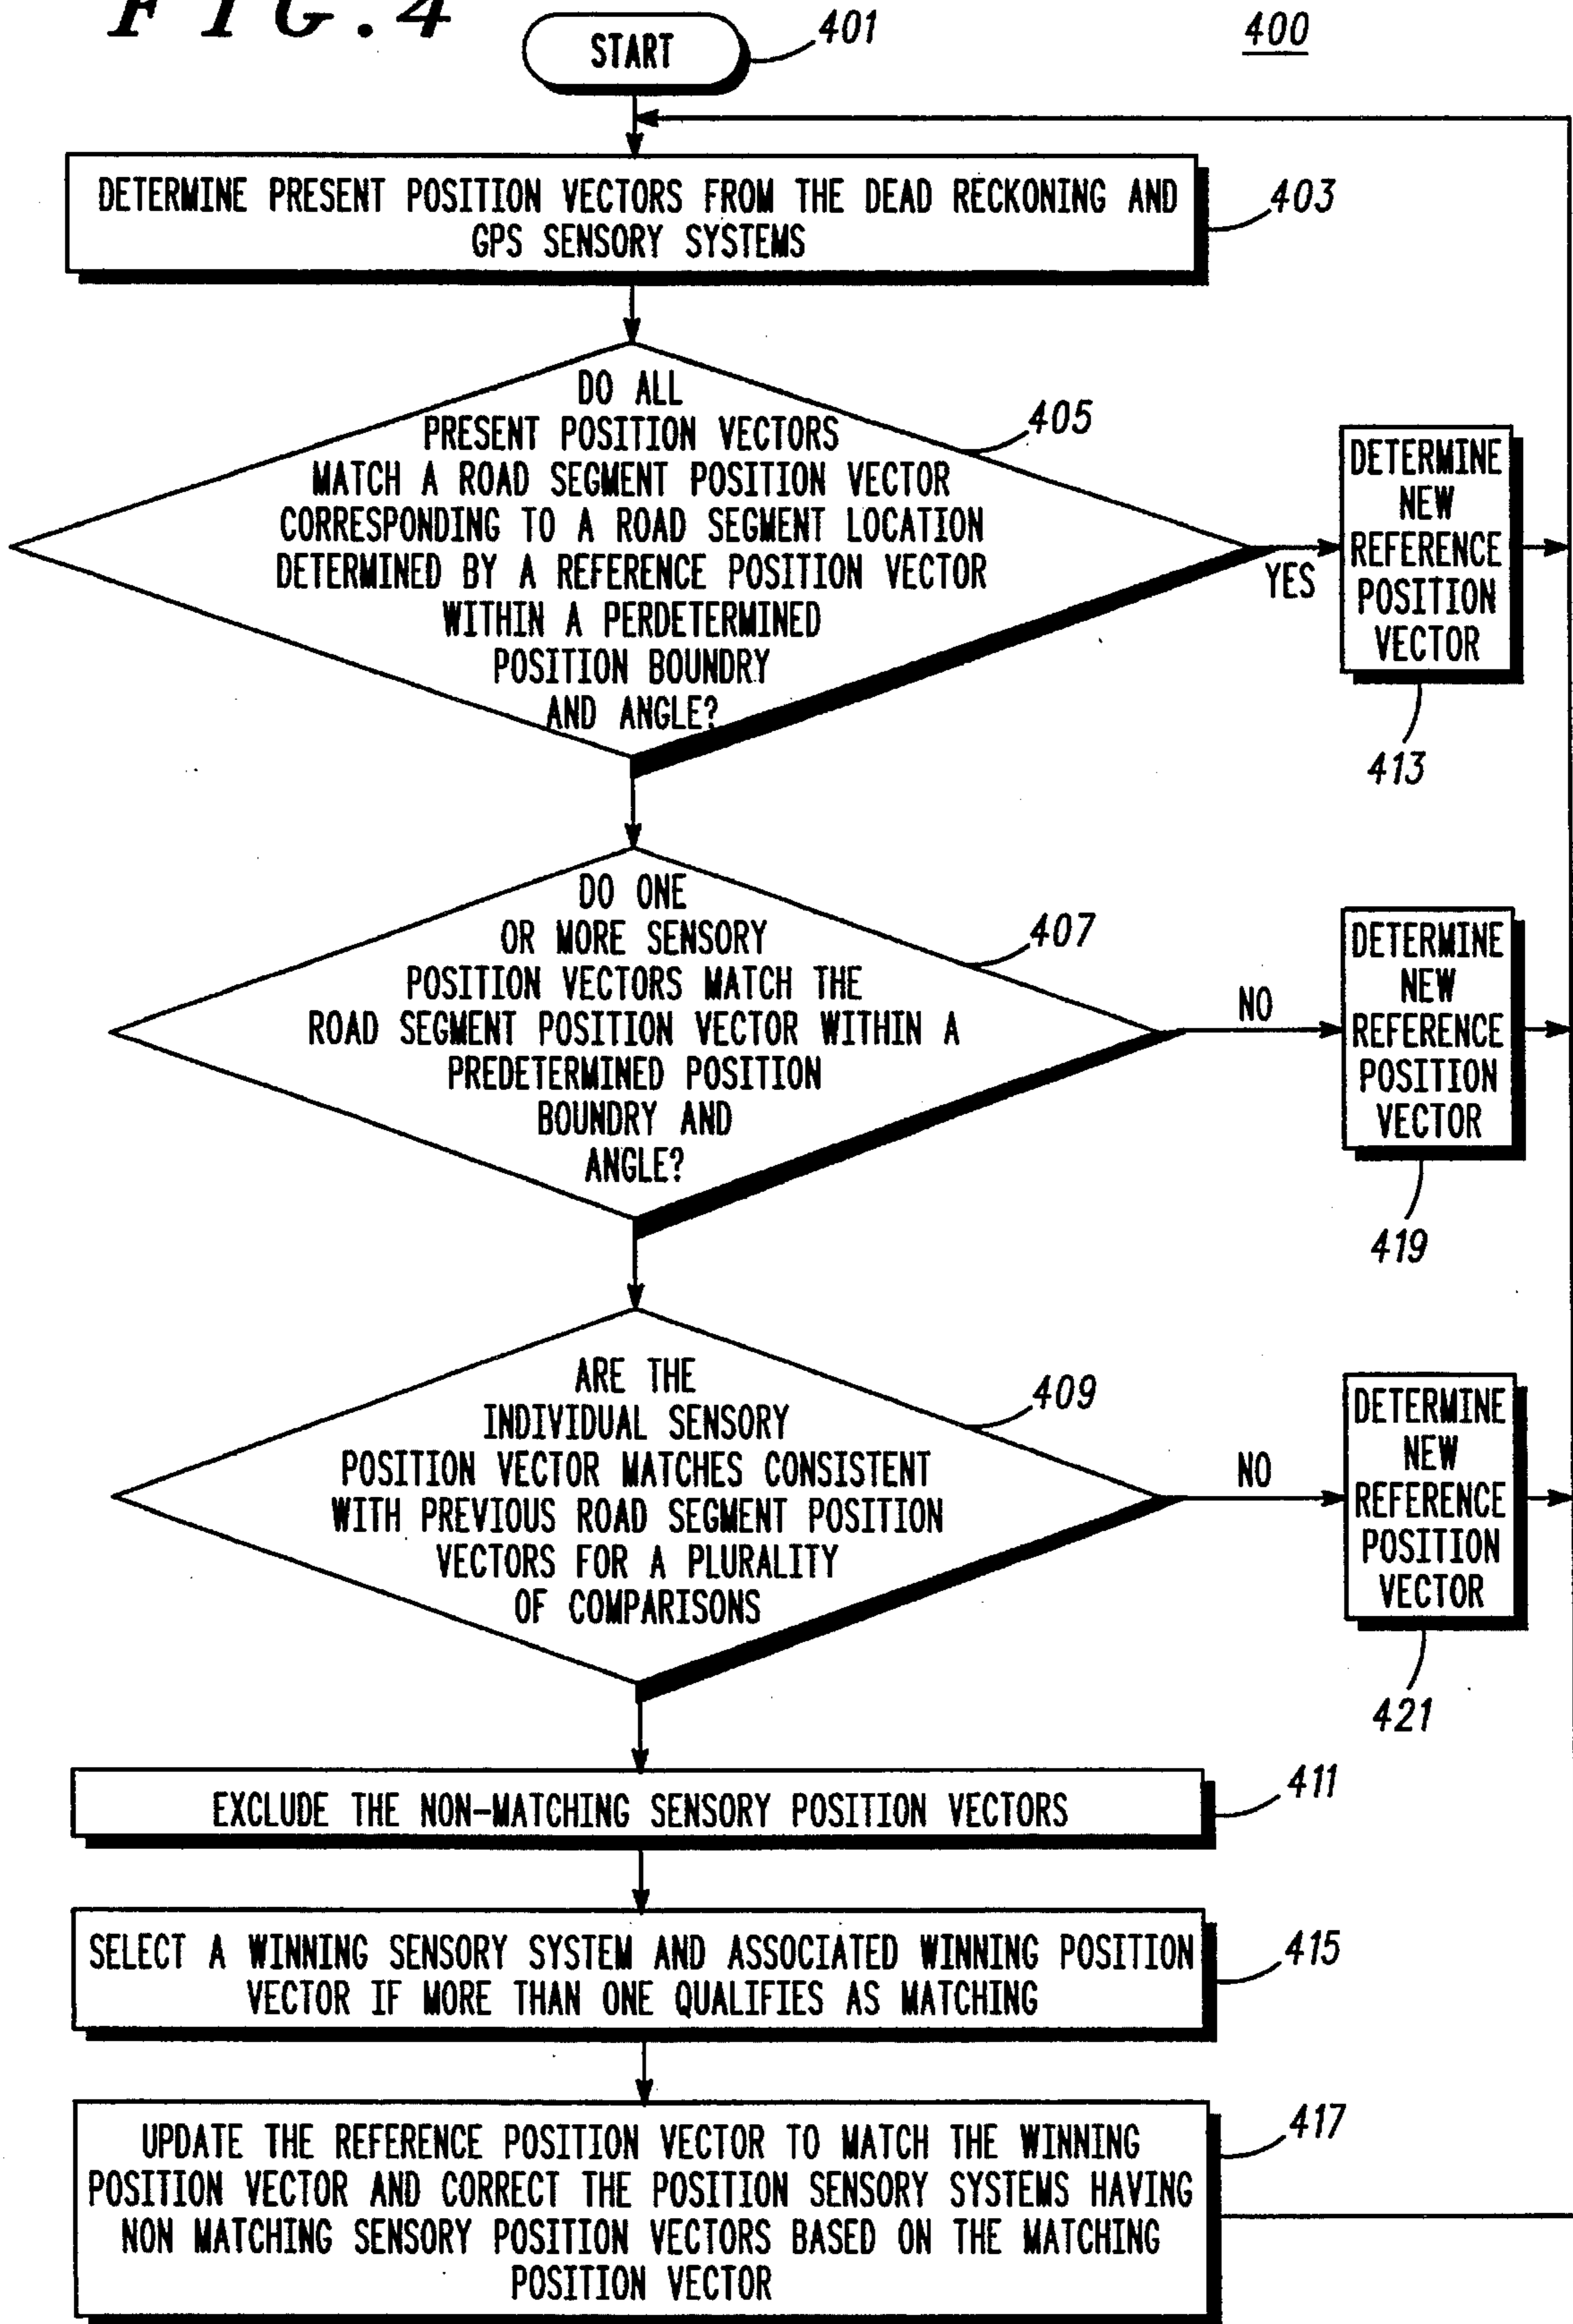 FIG.4
START
401
400
DETERMINE PRESENT POSITION VECTORS FROM THE DEAD RECKONING AND
GPS SENSORY SYSTEMS
403
DO ALL
PRESENT POSITION VECTORS
MATCH A ROAD SEGMENT POSITION VECTOR
CORRESPONDING TO A ROAD SEGMENT LOCATION
DETERMINED BY A REFERENCE POSITION VECTOR
WITHIN A PERDETERMINED
POSITION BOUNDRY
AND ANGLE?
405
YES
DETERMINE
NEW
REFERENCE
POSITION
VECTOR
413
DO ONE
OR MORE SENSORY
POSITION VECTORS MATCH THE
ROAD SEGMENT POSITION VECTOR WITHIN A
PREDETERMINED POSITION
BOUNDRY AND
ANGLE?
407
NO
DETERMINE
NEW
REFERENCE
POSITION
VECTOR
419
ARE THE
INDIVIDUAL SENSORY
POSITION VECTOR MATCHES CONSISTENT
WITH PREVIOUS ROAD SEGMENT POSITION
VECTORS FOR A PLURALITY
OF COMPARISONS
409
NO
DETERMINE
NEW
REFERENCE
POSITION
VECTOR
421
EXCLUDE THE NON-MATCHING SENSORY POSITION VECTORS
411
SELECT A WINNING SENSORY SYSTEM AND ASSOCIATED WINNING POSITION
VECTOR IF MORE THAN ONE QUALIFIES AS MATCHING
415
UPDATE THE REFERENCE POSITION VECTOR TO MATCH THE WINNING
POSITION VECTOR AND CORRECT THE POSITION SENSORY SYSTEMS HAVING
NON MATCHING SENSORY POSITION VECTORS BASED ON THE MATCHING
POSITION VECTOR
417